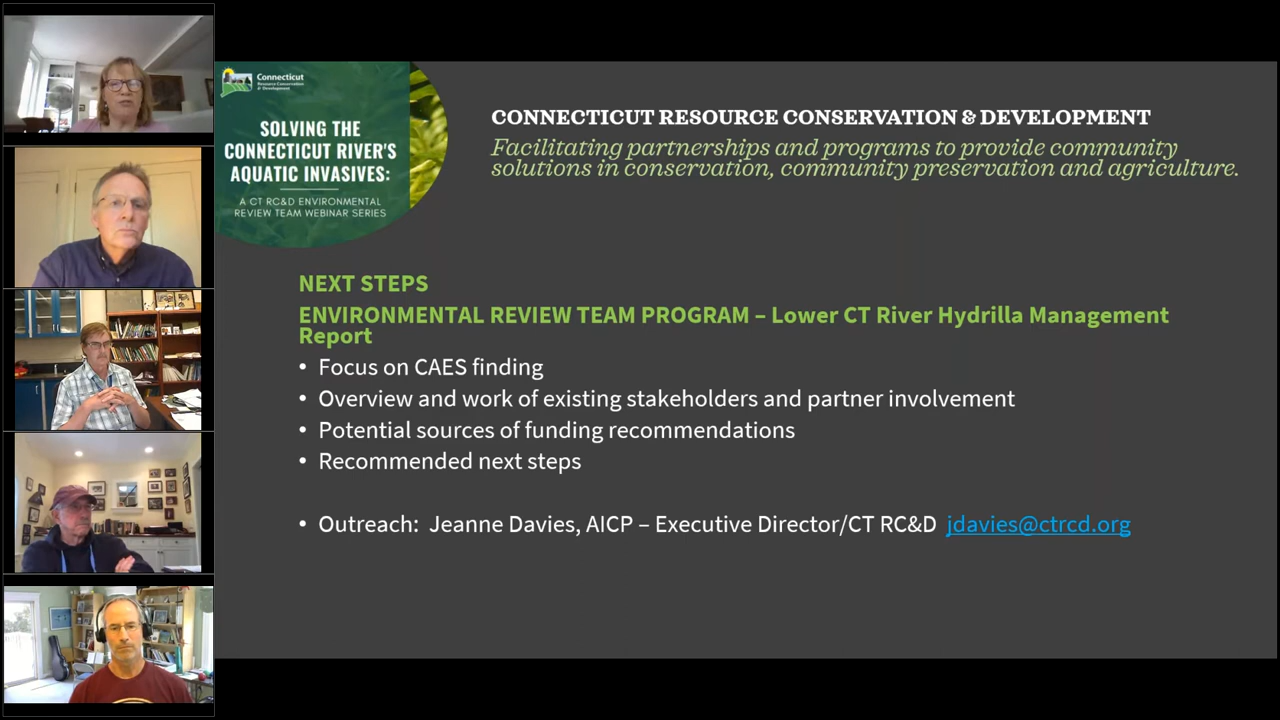 Connecticut
Resource Conservation
& Development
SOLVING THE
CONNECTICUT RIVER'S
AQUATIC INVASIVES:
A CT RC&D ENVIRONMENTAL
REVIEW TEAM WEBINAR SERIES
CONNECTICUT RESOURCE CONSERVATION & DEVELOPMENT
Facilitating partnerships and programs to provide community
solutions in conservation, community preservation and agriculture.
NEXT STEPS
ENVIRONMENTAL REVIEW TEAM PROGRAM – Lower CT River Hydrilla Management
Report
• Focus on CAES finding
• Overview and work of existing stakeholders and partner involvement
• Potential sources of funding recommendations
• Recommended next steps
• Outreach: Jeanne Davies, AICP – Executive Director/CT RC&D jdavies@ctrcd.org